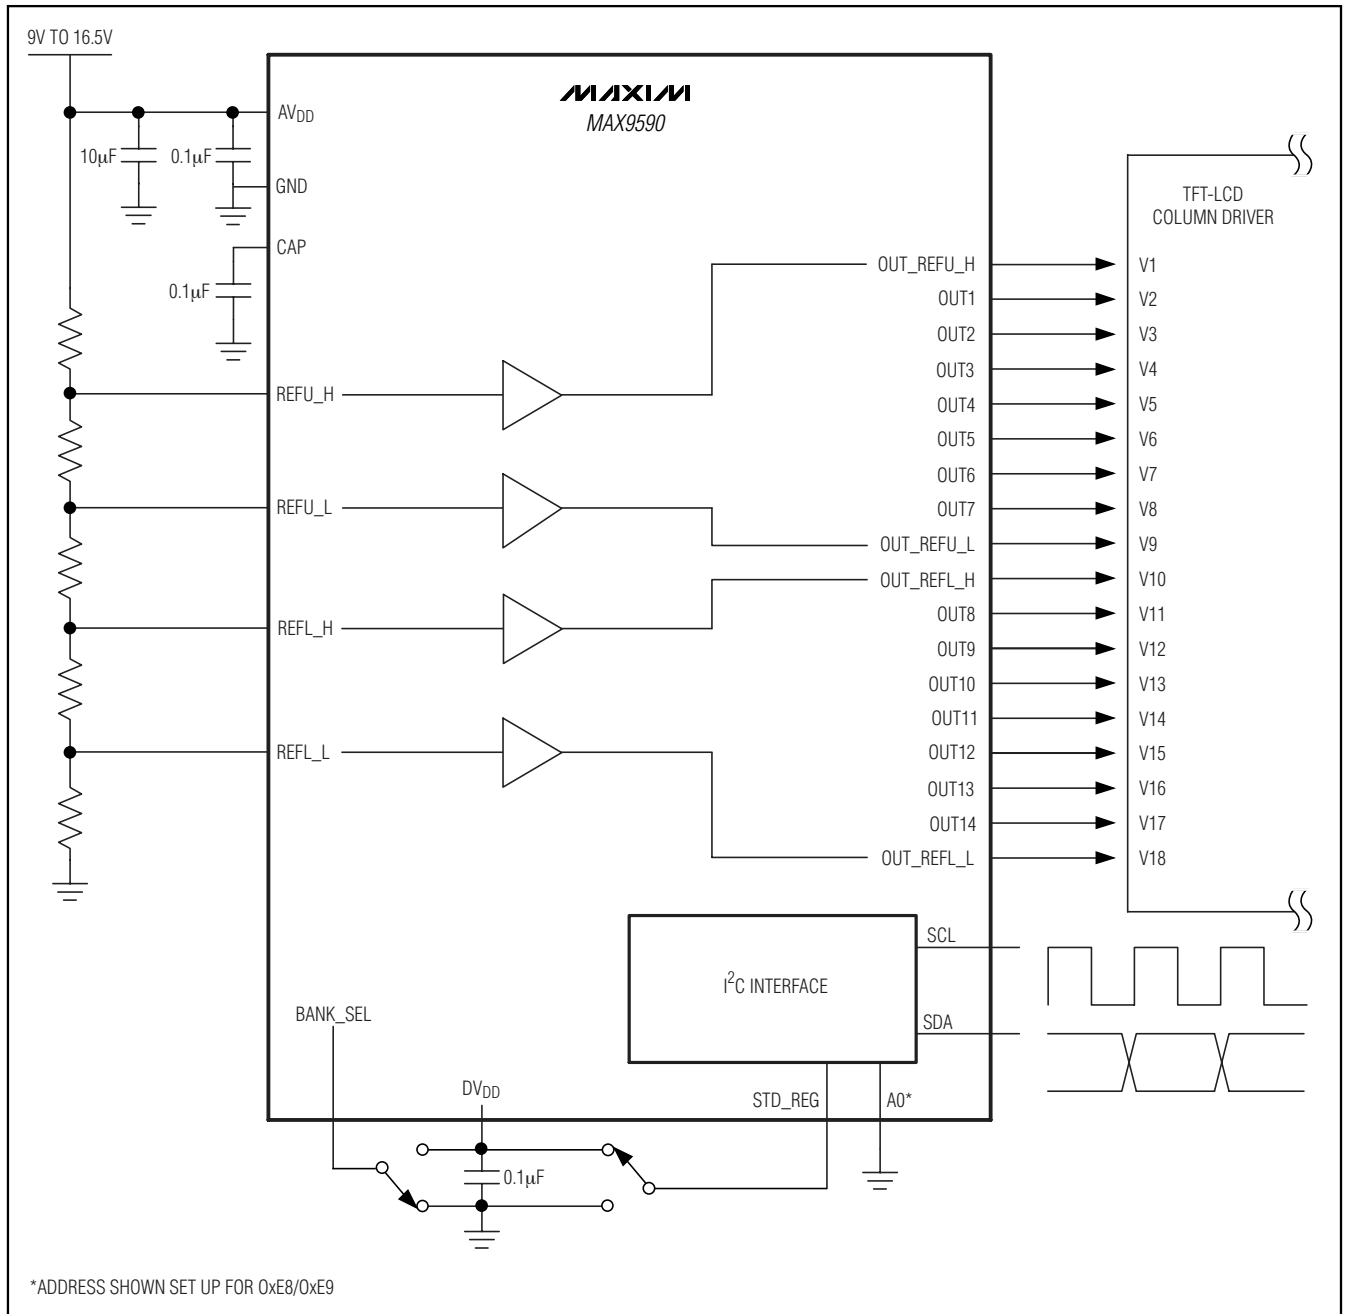 9V TO 16.5V
MAXIM
MAX9590
AVDD
10µF
0.1µF
GND
CAP
0.1µF
TFT-LCD
COLUMN DRIVER
OUT_REFU_H
V1
OUT1
V2
OUT2
V3
OUT3
V4
REFU_H
OUT4
V5
OUT5
V6
OUT6
V7
REFU_L
OUT7
V8
OUT_REFU_L
V9
OUT_REFL_H
V10
OUT8
V11
REFL_H
OUT9
V12
OUT10
V13
OUT11
V14
REFL_L
OUT12
V15
OUT13
V16
OUT14
V17
OUT_REFL_L
V18
SCL
I²C INTERFACE
BANK_SEL
SDA
DVDD
STD_REG
A0*
0.1µF
*ADDRESS SHOWN SET UP FOR OxE8/OxE9